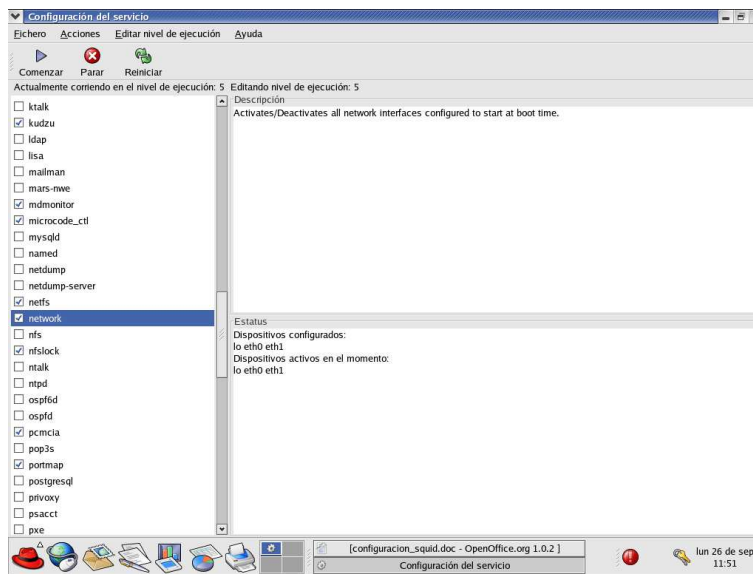 Configuración del servicio
Fichero Acciones Editar nivel de ejecución Ayuda
Comenzar Parar Reiniciar
Actualmente corriendo en el nivel de ejecución: 5 Editando nivel de ejecución: 5
ktalk
kudzu
ldap
lisa
mailman
mars-nwe
mdmonitor
microcode_ctl
mysqld
named
netdump
netdump-server
netfs
network
nfs
nfslock
ntalk
ntpd
ospf6d
ospfd
pcmcia
pop3s
portmap
postgresql
privoxy
psacct
pxe
Descripción
Activates/Deactivates all network interfaces configured to start at boot time.
Estatus
Dispositivos configurados:
lo eth0 eth1
Dispositivos activos en el momento:
lo eth0 eth1
[configuracion_squid.doc - OpenOffice.org 1.0.2 ]
Configuración del servicio
lun 26 de sep
11:51